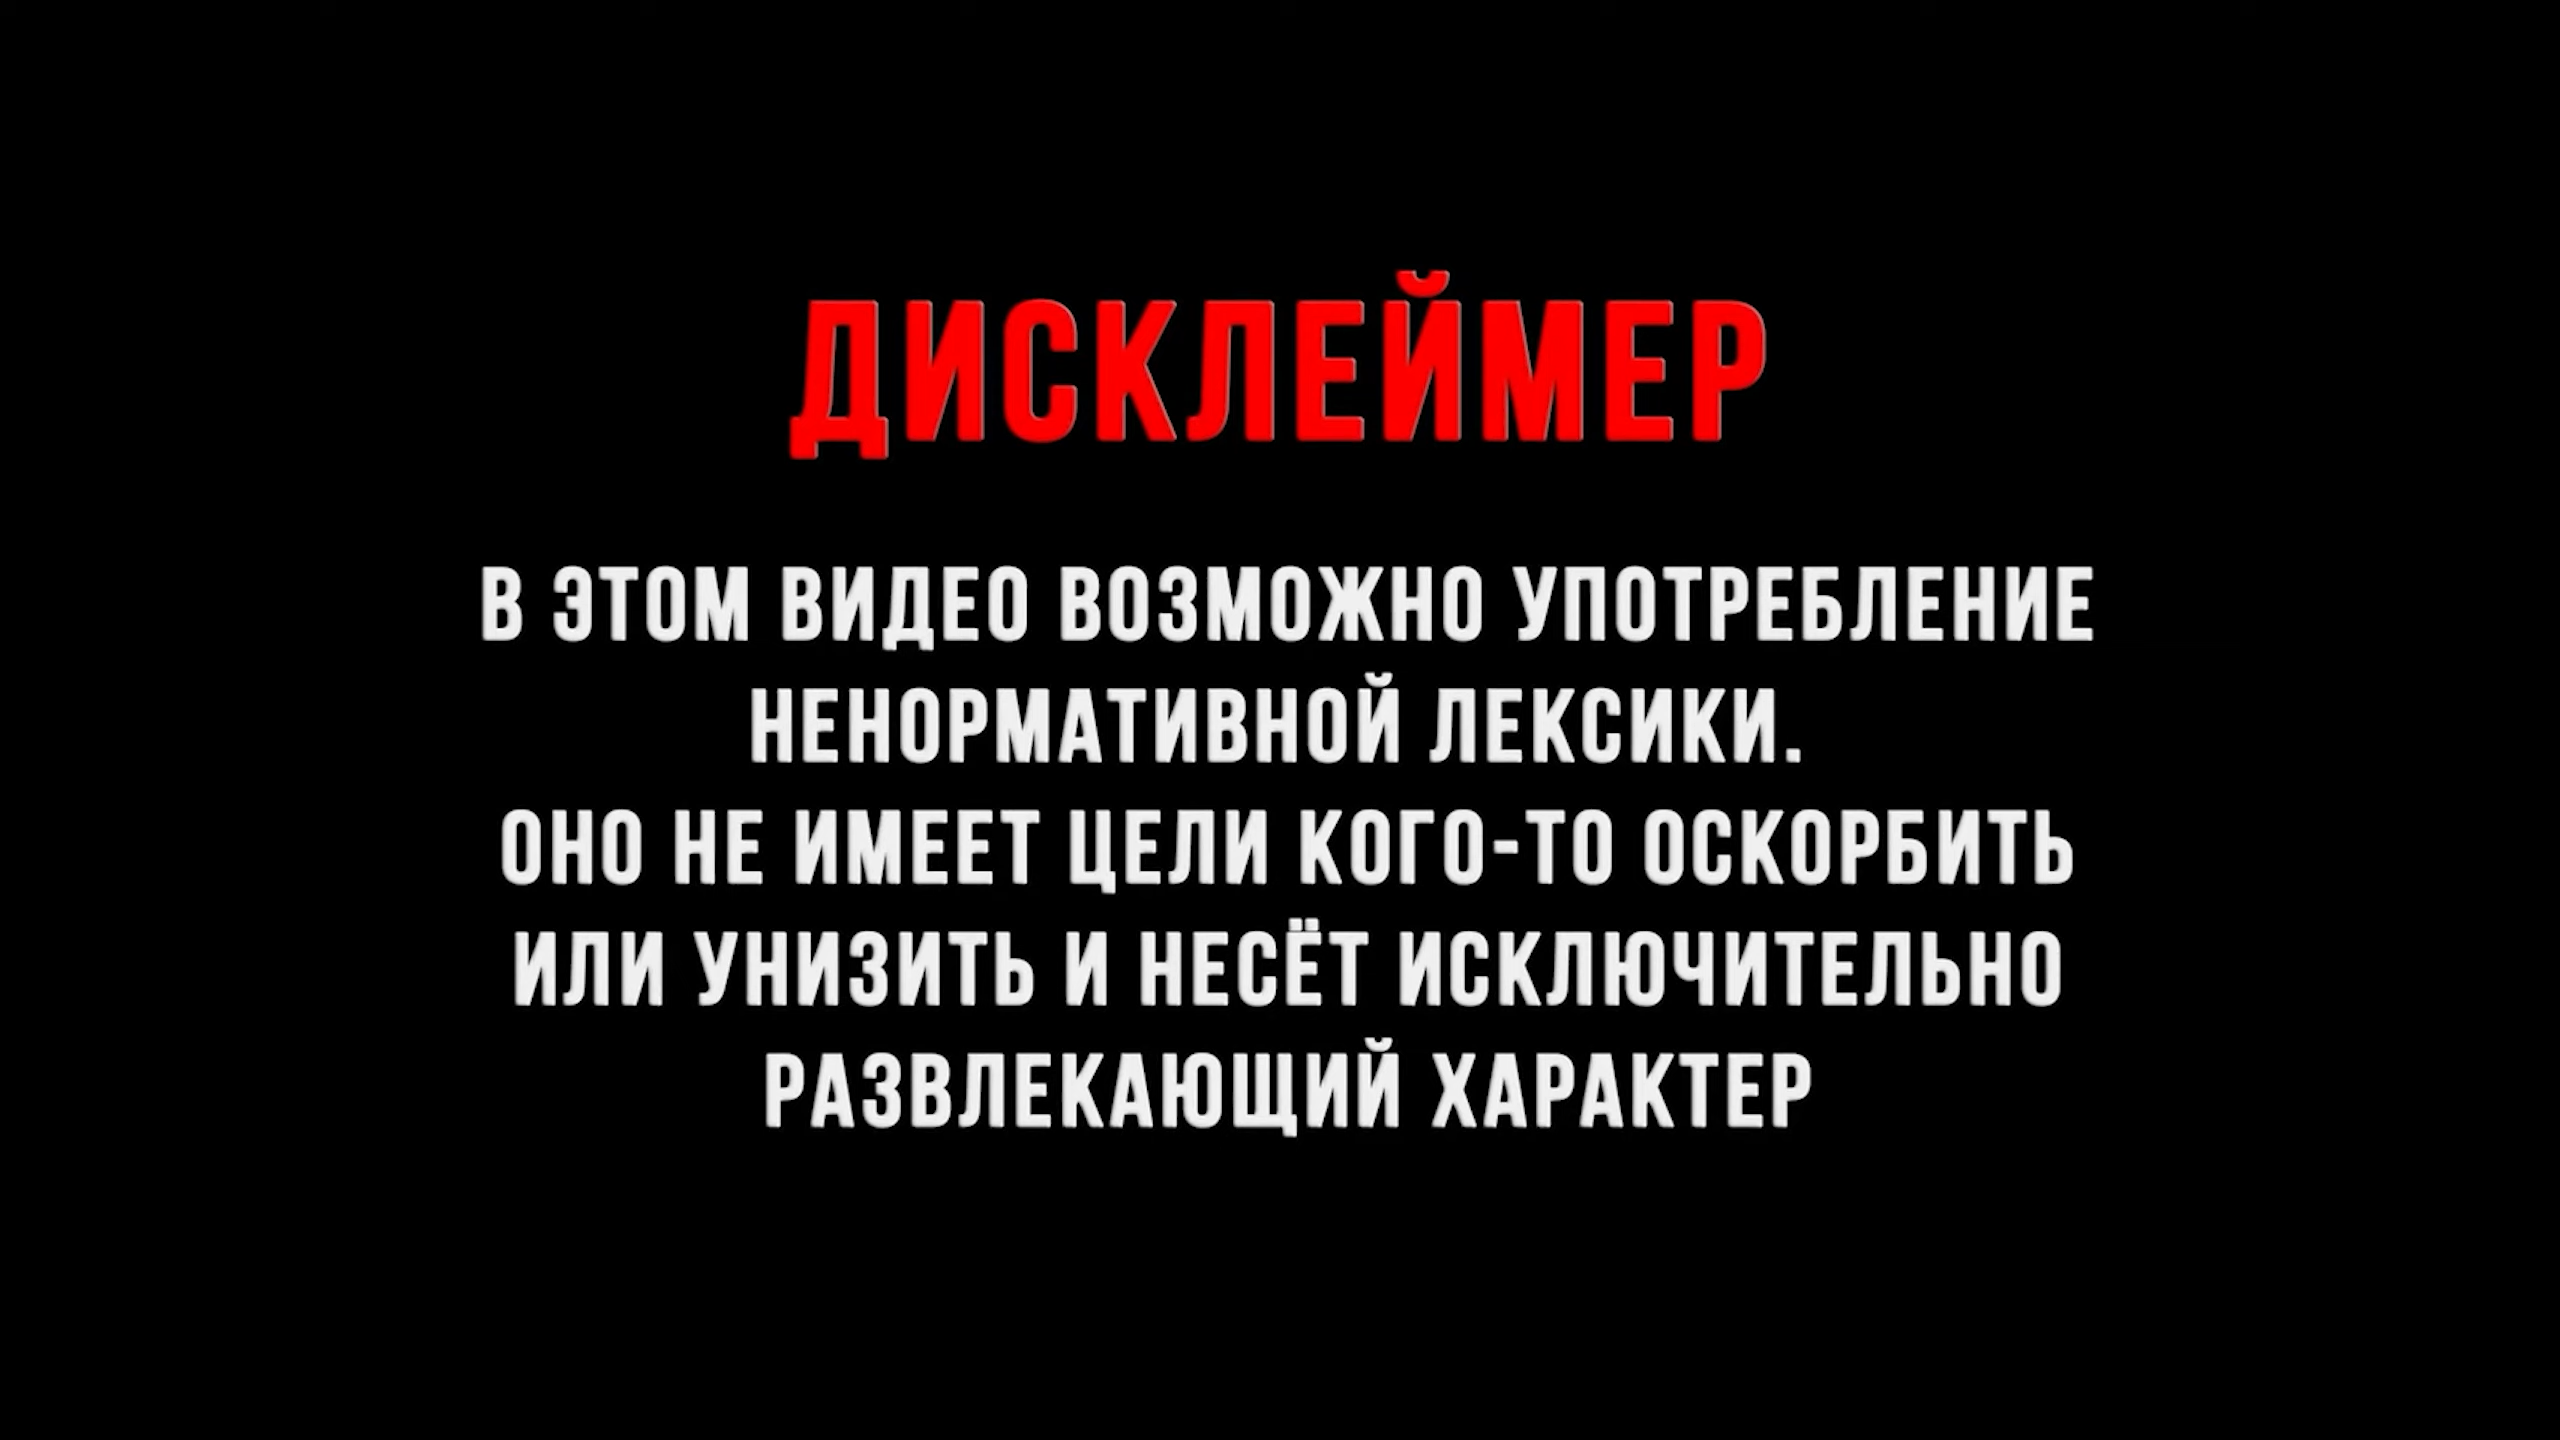 ДИСКЛЕЙМЕР
В ЭТОМ ВИДЕО ВОЗМОЖНО УПОТРЕБЛЕНИЕ
НЕНОРМАТИВНОЙ ЛЕКСИКИ.
ОНО НЕ ИМЕЕТ ЦЕЛИ КОГО-ТО ОСКОРБИТЬ
ИЛИ УНИЗИТЬ И НЕСЁТ ИСКЛЮЧИТЕЛЬНО
РАЗВЛЕКАЮЩИЙ ХАРАКТЕР